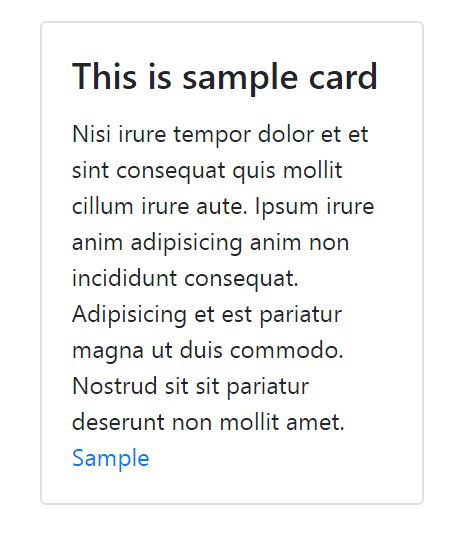 This is sample card
Nisi irure tempor dolor et et
sint consequat quis mollit
cillum irure aute. Ipsum irure
anim adipisicing anim non
incididunt consequat.
Adipisicing et est pariatur
magna ut duis commodo.
Nostrud sit sit pariatur
deserunt non mollit amet.
Sample